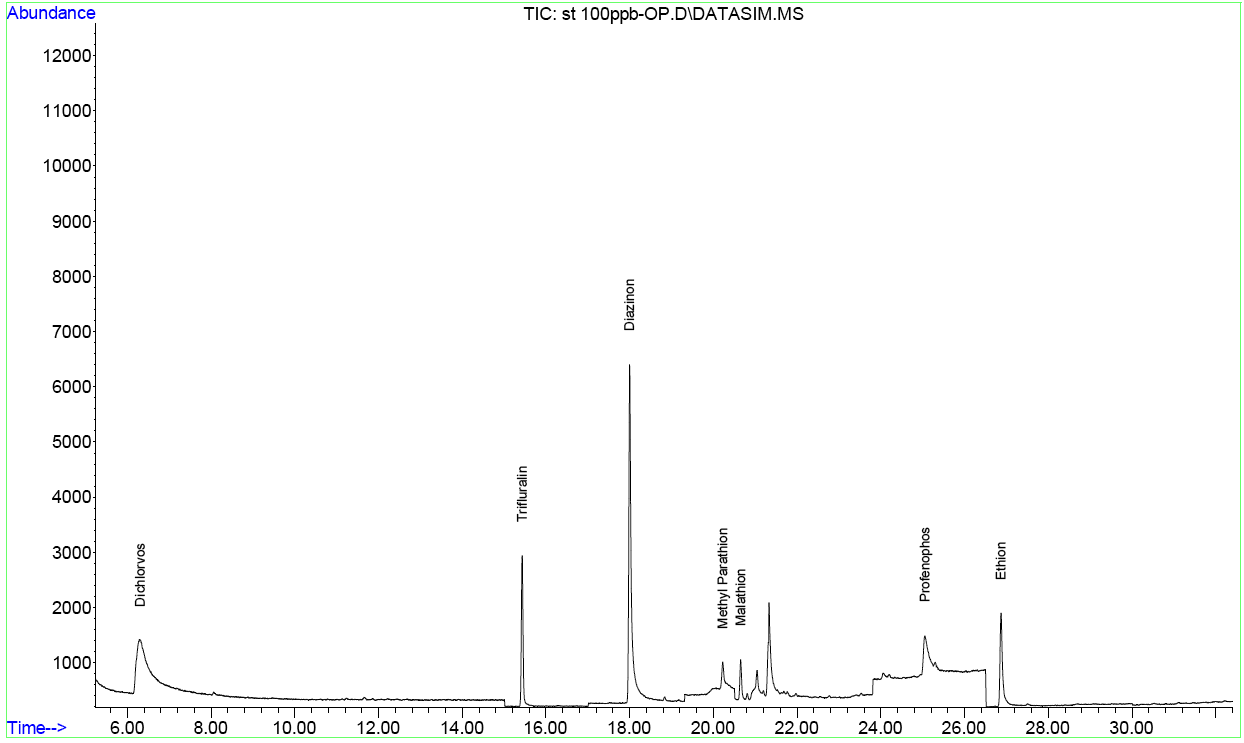 Abundance
TIC: st 100ppb-OP.D\DATASIM.MS
12000
11000
10000
9000
8000
7000
6000
5000
4000
3000
2000
1000
Dichlorvos
Trifluralin
Diazinon
Methyl Parathion
Malathion
Profenophos
Ethion
Time-->
6.00 8.00 10.00 12.00 14.00 16.00 18.00 20.00 22.00 24.00 26.00 28.00 30.00